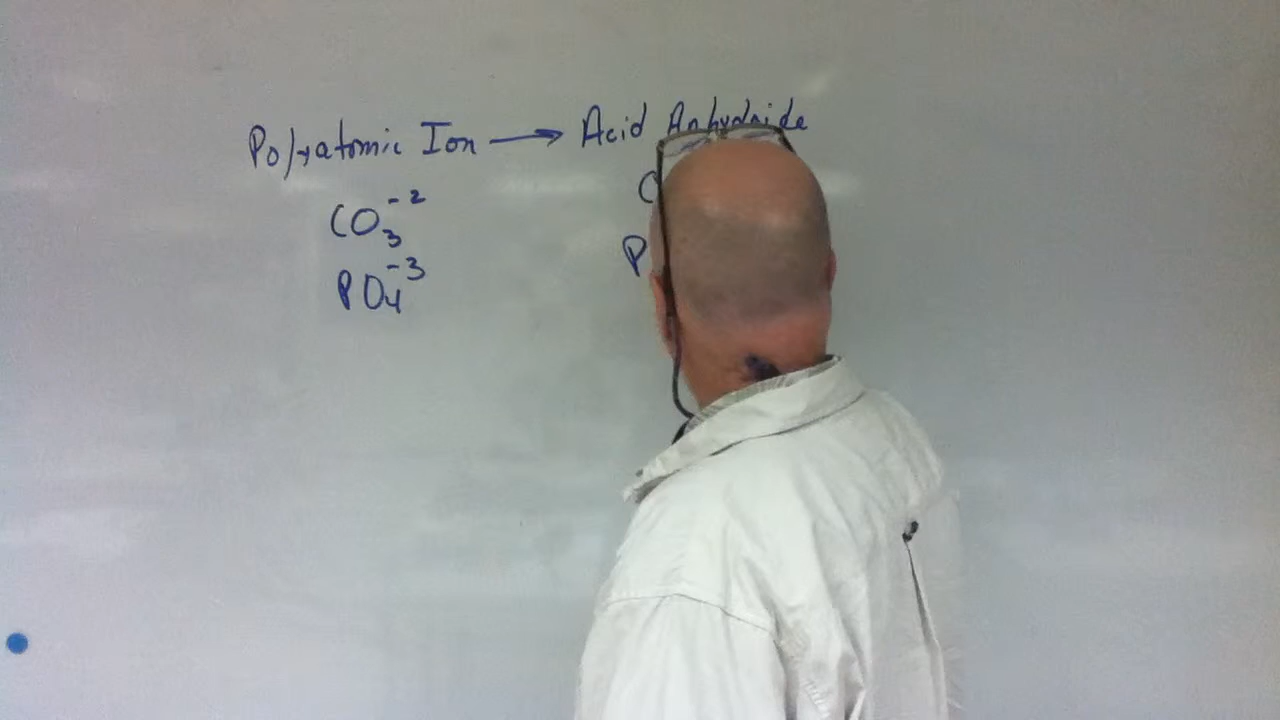 Polyatomic Ion → Acid Anhydride
CO₃⁻² C
PO₄⁻³ P